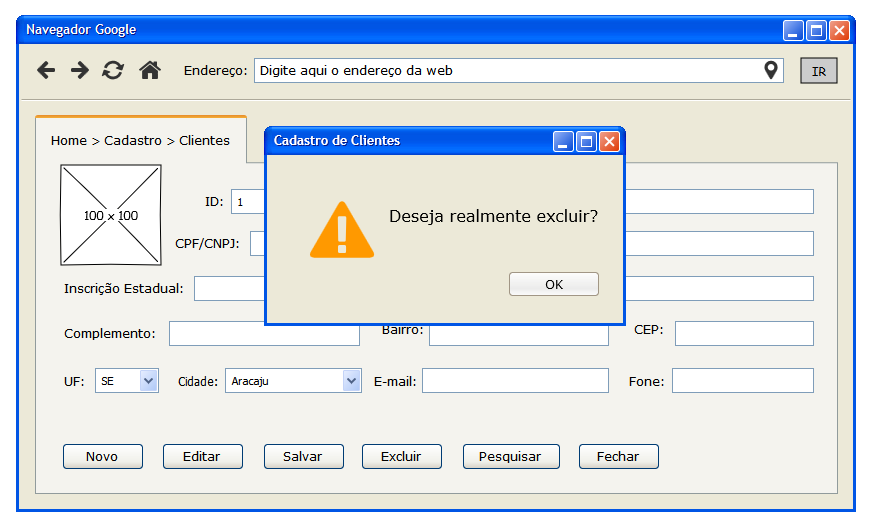 Navegador Google
Endereço: Digite aqui o endereço da web IR
Home > Cadastro > Clientes
Cadastro de Clientes
Deseja realmente excluir?
OK
100 x 100
ID: 1
CPF/CNPJ:
Inscrição Estadual:
Complemento: Bairro: CEP:
UF: SE Cidade: Aracaju E-mail: Fone:
Novo Editar Salvar Excluir Pesquisar Fechar